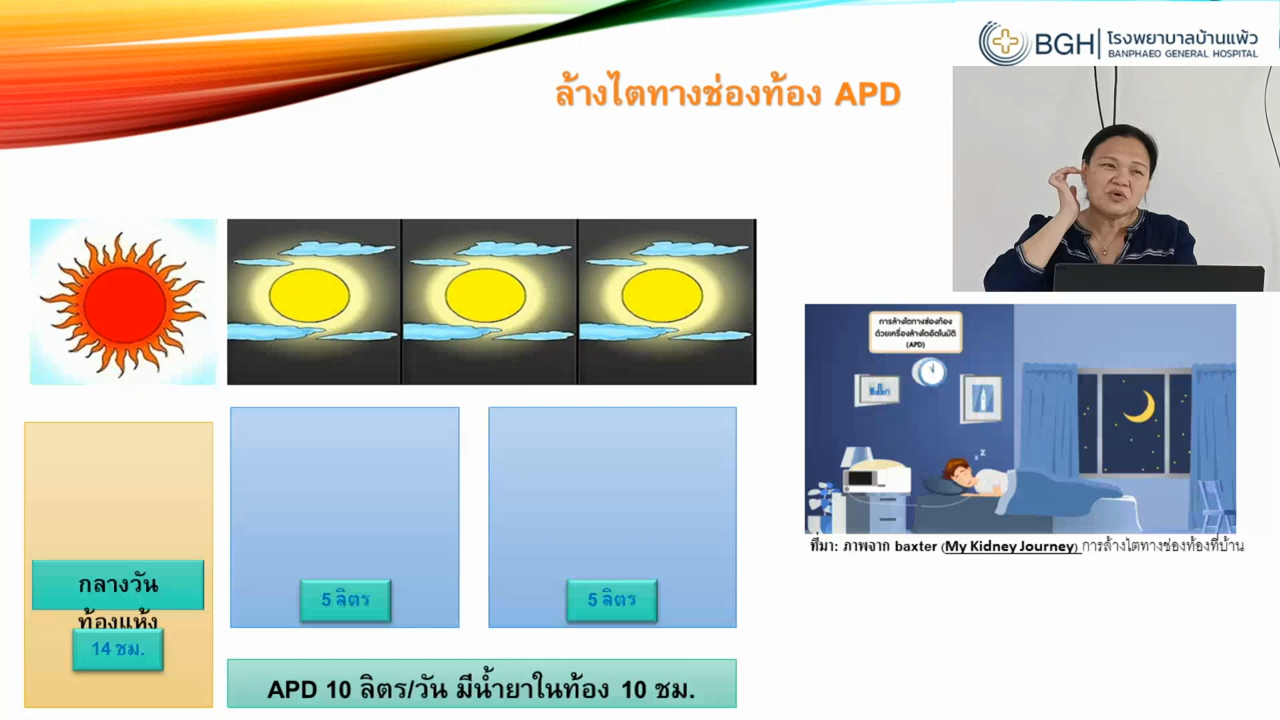 BGH
โรงพยาบาลบ้านแพ้ว
BANPHAEO GENERAL HOSPITAL
ล้างไตทางช่องท้อง APD
การล้างไตทางช่องท้อง
ด้วยเครื่องล้างไตอัตโนมัติ
(APD)
ที่มา: ภาพจาก baxter (My Kidney Journey) การล้างไตทางช่องท้องที่บ้าน
กลางวัน
ท้องแห้ง
14 ชม.
5 ลิตร
5 ลิตร
APD 10 ลิตร/วัน มีน้ำยาในท้อง 10 ชม.